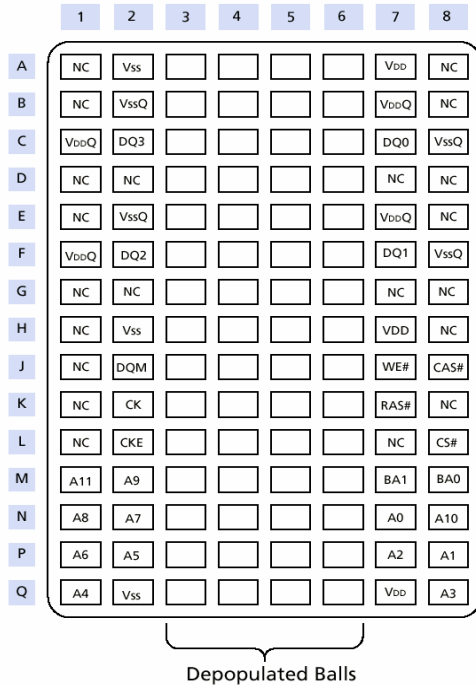 1 2 3 4 5 6 7 8
A NC Vss VDD NC
B NC VssQ VDDQ NC
C VDDQ DQ3 DQ0 VssQ
D NC NC NC NC
E NC VssQ VDDQ NC
F VDDQ DQ2 DQ1 VssQ
G NC NC NC NC
H NC Vss VDD NC
J NC DQM WE# CAS#
K NC CK RAS# NC
L NC CKE NC CS#
M A11 A9 BA1 BA0
N A8 A7 A0 A10
P A6 A5 A2 A1
Q A4 Vss VDD A3
Depopulated Balls